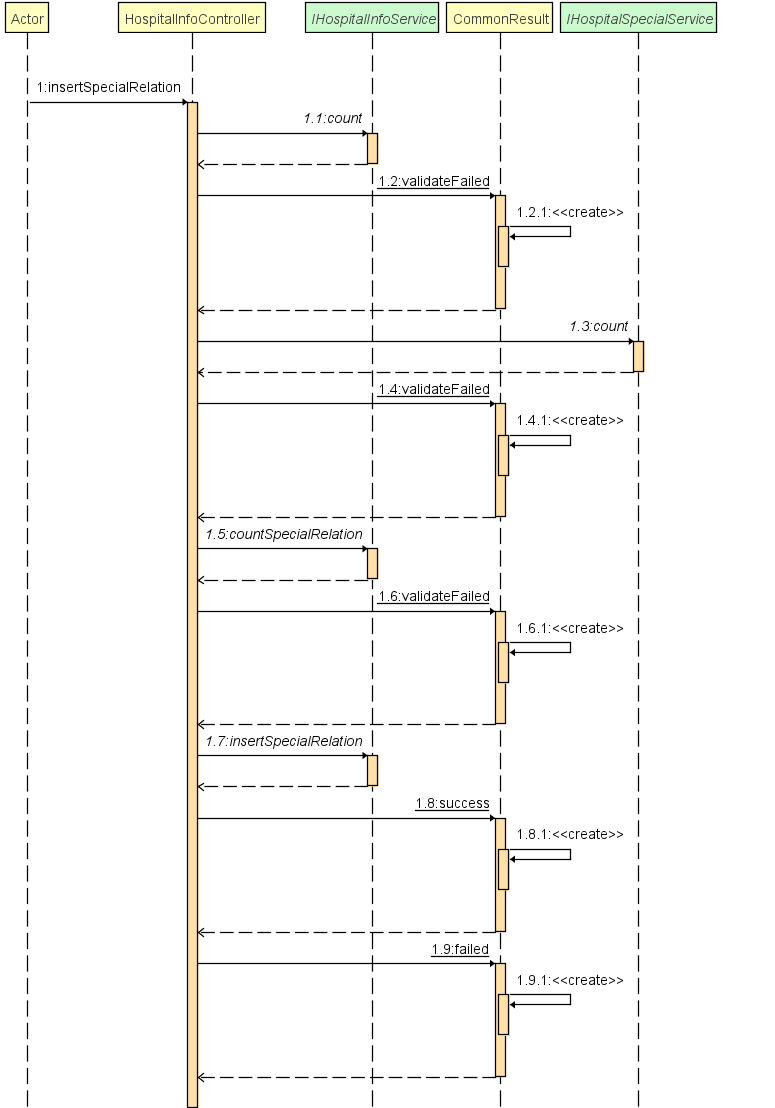 Actor
HospitalInfoController
IHospitalInfoService
CommonResult
IHospitalSpecialService
1:insertSpecialRelation
1.1:count
1.2:validateFailed
1.2.1:<<create>>
1.3:count
1.4:validateFailed
1.4.1:<<create>>
1.5:countSpecialRelation
1.6:validateFailed
1.6.1:<<create>>
1.7:insertSpecialRelation
1.8:success
1.8.1:<<create>>
1.9:failed
1.9.1:<<create>>